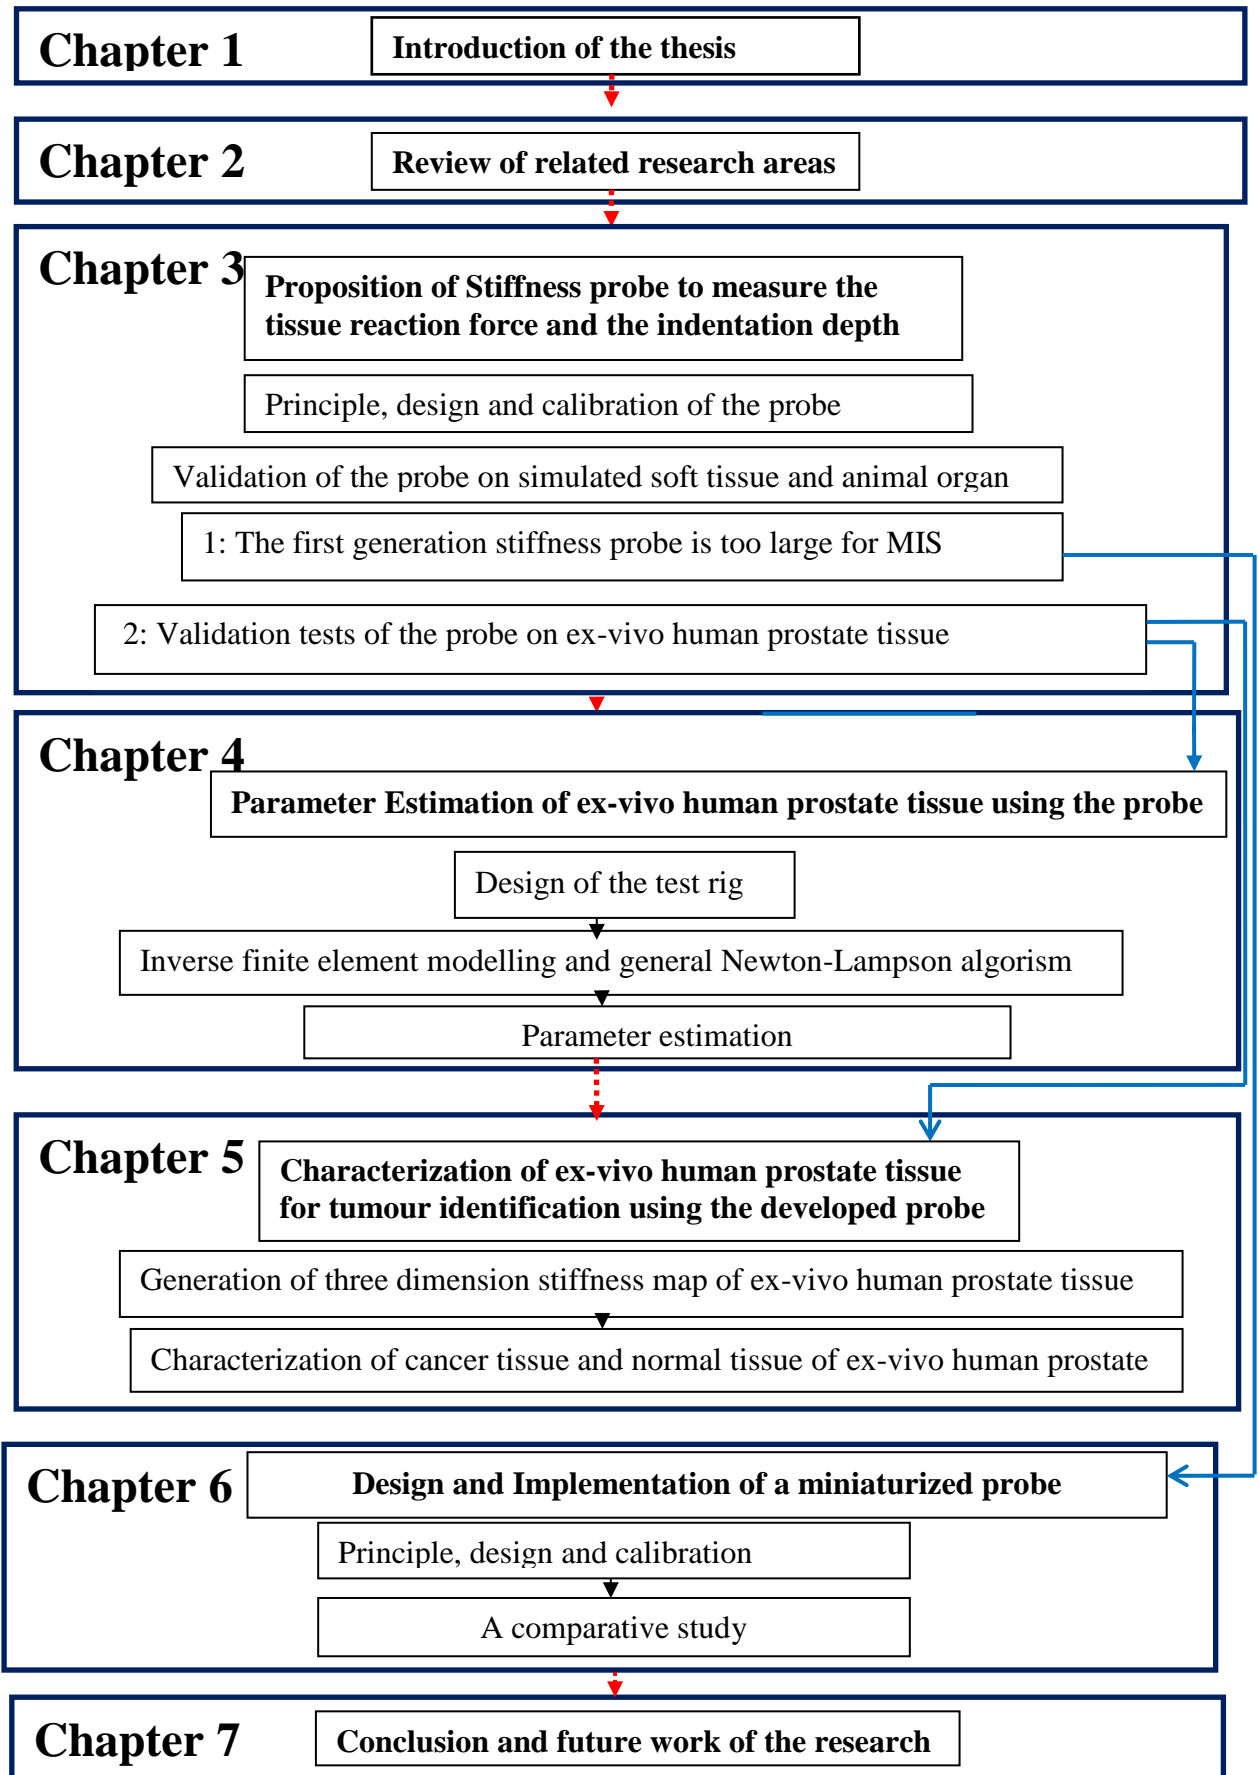 Chapter 1
Introduction of the thesis
Chapter 2
Review of related research areas
Chapter 3
Proposition of Stiffness probe to measure the
tissue reaction force and the indentation depth
Principle, design and calibration of the probe
Validation of the probe on simulated soft tissue and animal organ
1: The first generation stiffness probe is too large for MIS
2: Validation tests of the probe on ex-vivo human prostate tissue
Chapter 4
Parameter Estimation of ex-vivo human prostate tissue using the probe
Design of the test rig
Inverse finite element modelling and general Newton-Lampson algorism
Parameter estimation
Chapter 5
Characterization of ex-vivo human prostate tissue
for tumour identification using the developed probe
Generation of three dimension stiffness map of ex-vivo human prostate tissue
Characterization of cancer tissue and normal tissue of ex-vivo human prostate
Chapter 6
Design and Implementation of a miniaturized probe
Principle, design and calibration
A comparative study
Chapter 7
Conclusion and future work of the research